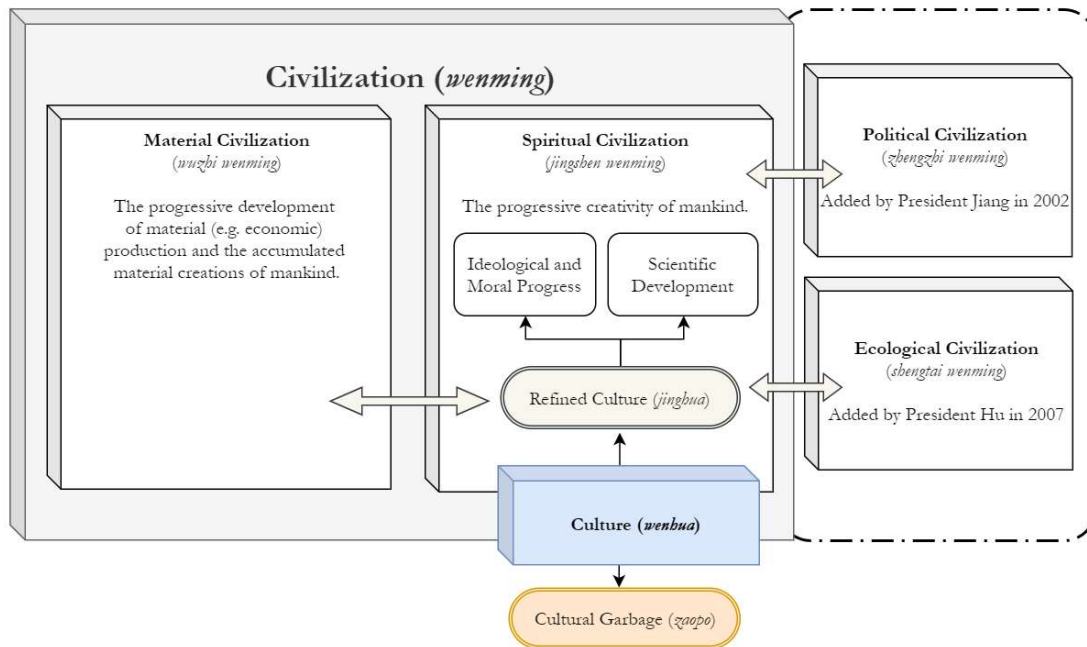 Civilization (wenming)
Material Civilization
(wuzhi wenming)
The progressive development
of material (e.g. economic)
production and the accumulated
material creations of mankind.
Spiritual Civilization
(jingshen wenming)
The progressive creativity of mankind.
Ideological and
Moral Progress
Scientific
Development
Refined Culture (jinghua)
Culture (wenhua)
Cultural Garbage (zaopo)
Political Civilization
(zhengzhi wenming)
Added by President Jiang in 2002
Ecological Civilization
(shengtai wenming)
Added by President Hu in 2007